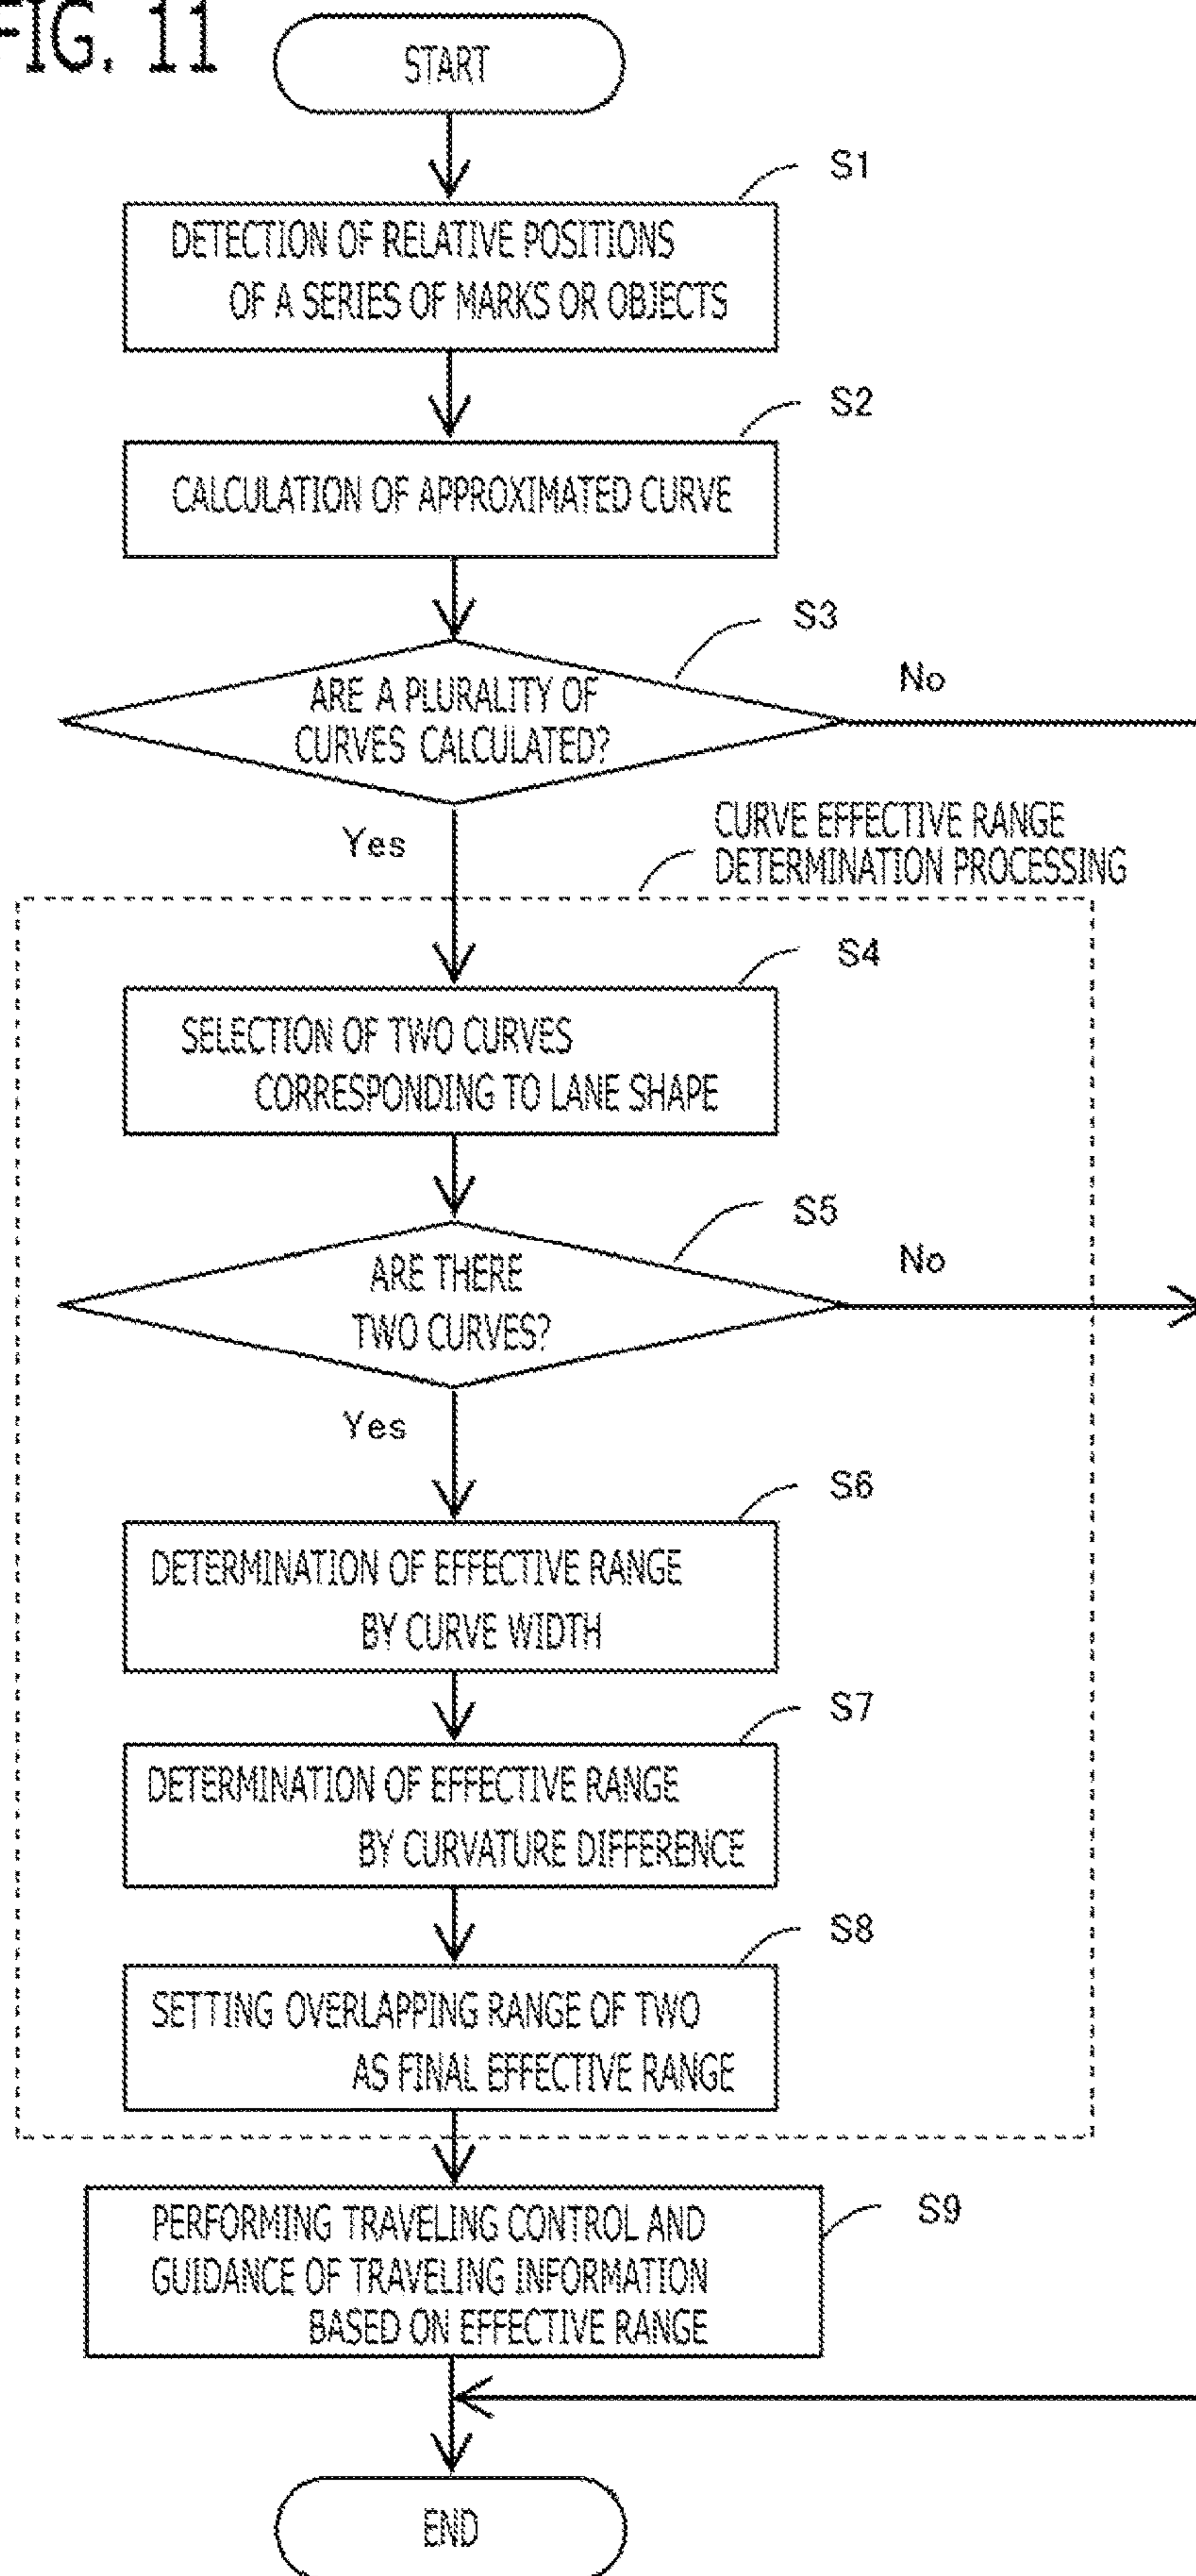 FIG. 11
START
S1
DETECTION OF RELATIVE POSITIONS
OF A SERIES OF MARKS OR OBJECTS
S2
CALCULATION OF APPROXIMATED CURVE
S3
ARE A PLURALITY OF
CURVES CALCULATED?
No
Yes
CURVE EFFECTIVE RANGE
DETERMINATION PROCESSING
S4
SELECTION OF TWO CURVES
CORRESPONDING TO LANE SHAPE
S5
ARE THERE
TWO CURVES?
No
Yes
S6
DETERMINATION OF EFFECTIVE RANGE
BY CURVE WIDTH
S7
DETERMINATION OF EFFECTIVE RANGE
BY CURVATURE DIFFERENCE
S8
SETTING OVERLAPPING RANGE OF TWO
AS FINAL EFFECTIVE RANGE
S9
PERFORMING TRAVELING CONTROL AND
GUIDANCE OF TRAVELING INFORMATION
BASED ON EFFECTIVE RANGE
END